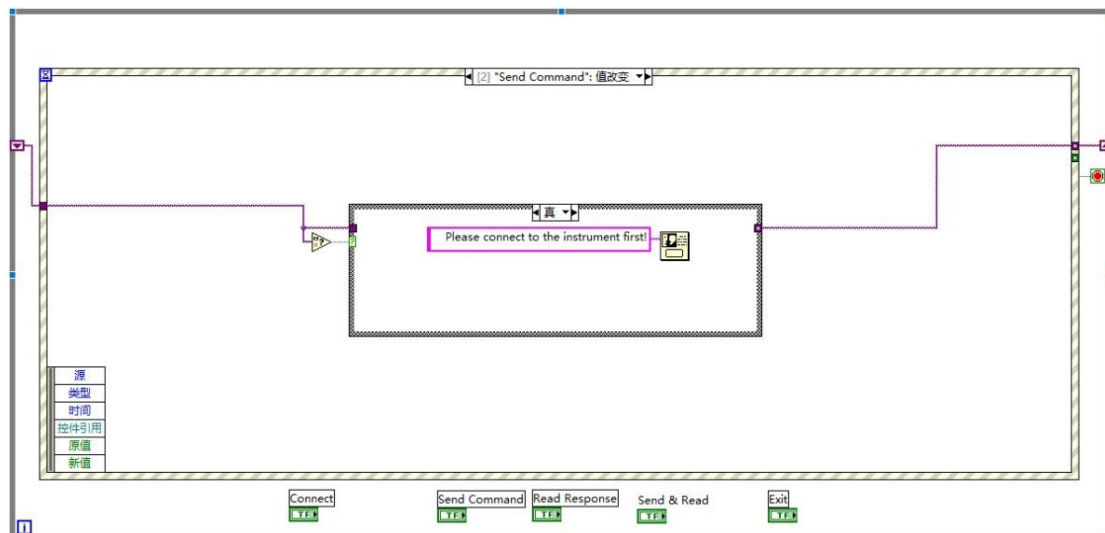 [2] "Send Command": 值改变
真
Please connect to the instrument first!
源
类型
时间
控件引用
原值
新值
Connect
Send Command
Read Response
Send & Read
Exit
TF
TF
TF
TF
TF
i